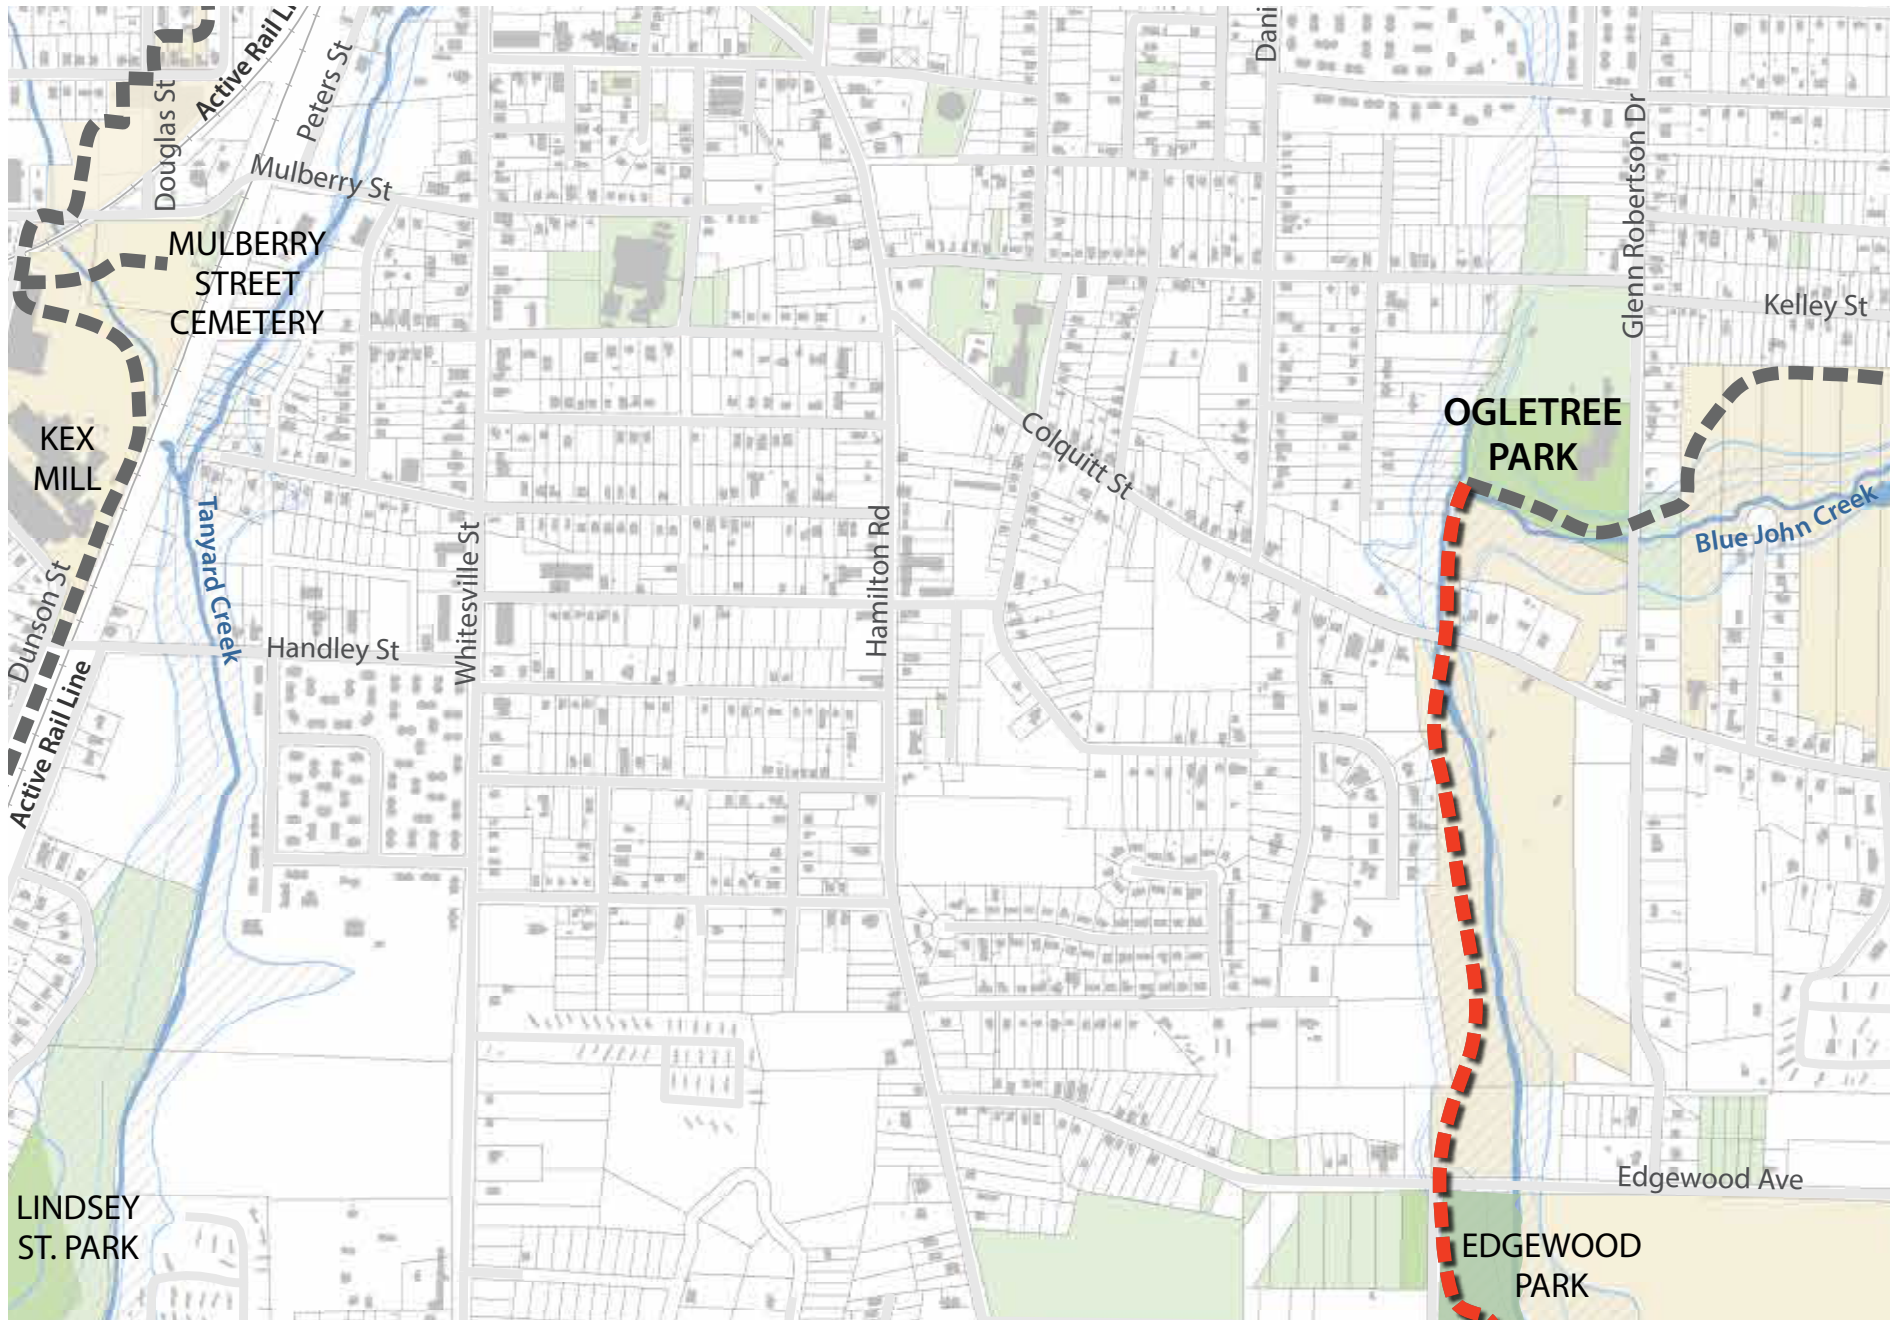 Active Rail Li
Peters St
Dani
Douglas St
Glenn Robertson Dr
Mulberry St
MULBERRY
STREET
CEMETERY
Kelley St
OGLETREE
PARK
KEX
MILL
Colquitt St
Tanyard Creek
Blue John Creek
Whitesville St
Hamilton Rd
Dunson St
Handley St
Active Rail Line
Edgewood Ave
LINDSEY
ST. PARK
EDGEWOOD
PARK